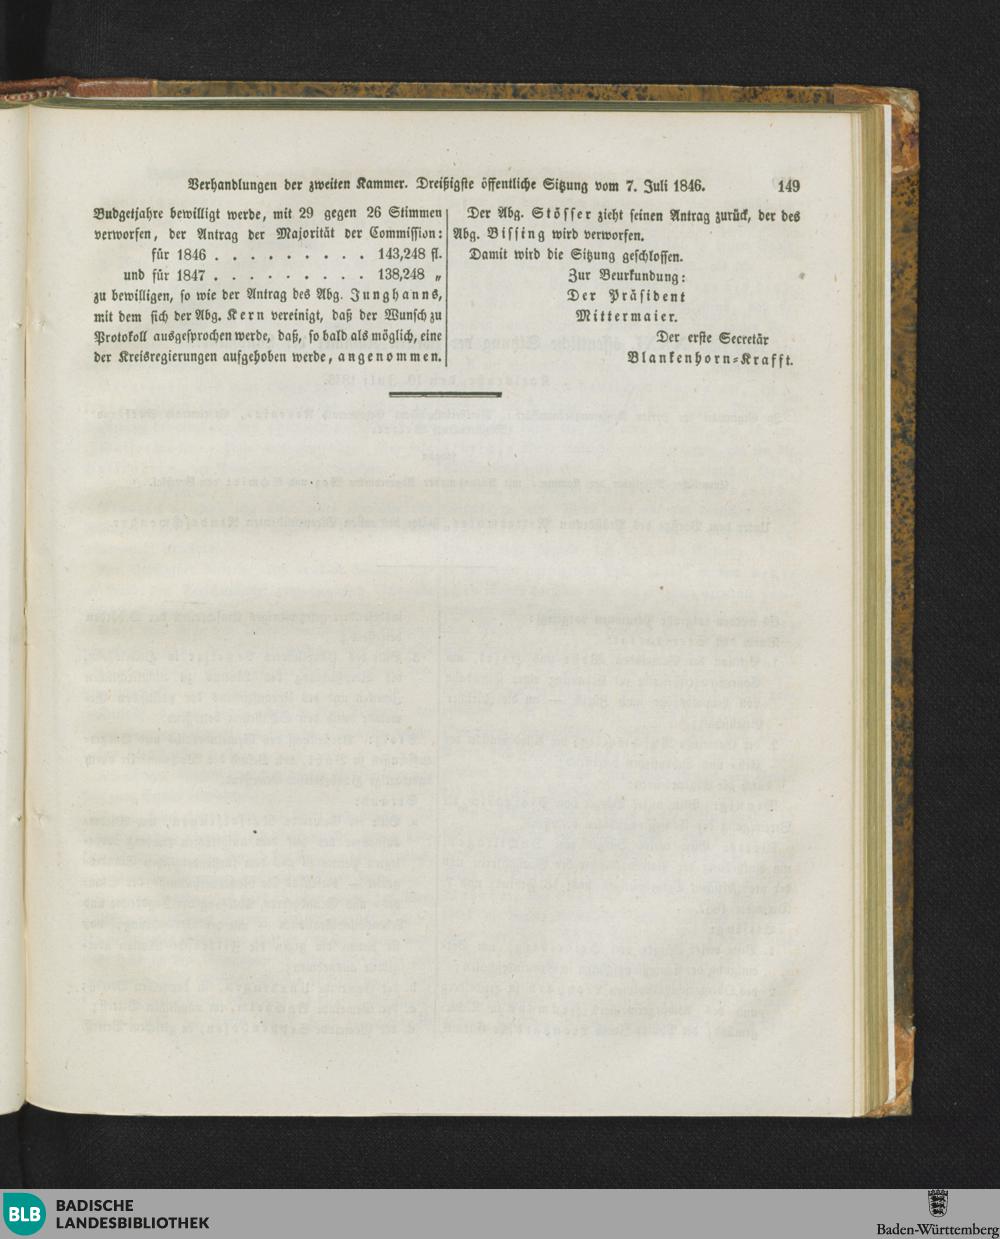 Verhandlungen der zweiten Kammer. Dreißigste öffentliche Sitzung vom 7. Juli 1846. 149
Budgetjahre bewilligt werde, mit 29 gegen 26 Stimmen
verworfen, der Antrag der Majorität der Commission:
für 1846 . . . . . . . . . 143,248 fl.
und für 1847 . . . . . . . . . 138,248 „
zu bewilligen, so wie der Antrag des Abg. Junghanns,
mit dem sich der Abg. Kern vereinigt, daß der Wunsch zu
Protokoll ausgesprochen werde, daß, so bald als möglich, eine
der Kreisregierungen aufgehoben werde, angenommen.
Der Abg. Stösser zieht seinen Antrag zurück, der des
Abg. Bissing wird verworfen.
Damit wird die Sitzung geschlossen.
Zur Beurkundung:
Der Präsident
Mittermaier.
Der erste Secretär
Blankenhorn=Krafft.
BLB BADISCHE
LANDESBIBLIOTHEK
Baden-Württemberg